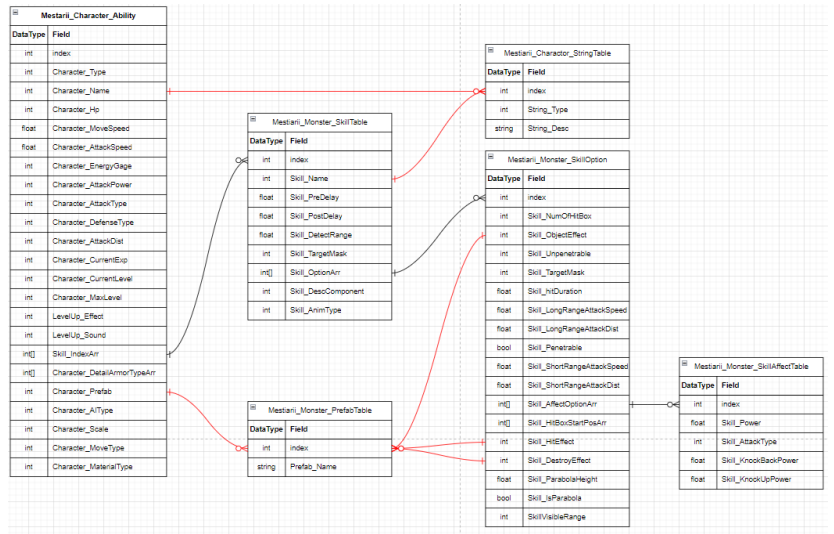 Mestarii_Character_Ability
DataType Field
int index
int Character_Type
int Character_Name
int Character_Hp
float Character_MoveSpeed
float Character_AttackSpeed
int Character_EnergyGage
int Character_AttackPower
int Character_AttackType
int Character_DefenseType
int Character_AttackDist
int Character_CurrentExp
int Character_CurrentLevel
int Character_MaxLevel
int LevelUp_Effect
int LevelUp_Sound
int[] Skill_IndexArr
int[] Character_DetailArmorTypeArr
int Character_Prefab
int Character_AIType
int Character_Scale
int Character_MoveType
int Character_MaterialType
Mestiarii_Monster_SkillTable
DataType Field
int index
int Skill_Name
float Skill_PreDelay
float Skill_PostDelay
float Skill_DetectRange
int Skill_TargetMask
int[] Skill_OptionArr
int Skill_DescComponent
int Skill_AnimType
Mestiarii_Monster_PrefabTable
DataType Field
int index
string Prefab_Name
Mestiarii_Charactor_StringTable
DataType Field
int index
int String_Type
string String_Desc
Mestiarii_Monster_SkillOption
DataType Field
int index
int Skill_NumOfHitBox
int Skill_ObjectEffect
int Skill_Unpenetrable
int Skill_TargetMask
float Skill_hitDuration
float Skill_LongRangeAttackSpeed
float Skill_LongRangeAttackDist
bool Skill_Penetrable
float Skill_ShortRangeAttackSpeed
float Skill_ShortRangeAttackDist
int[] Skill_AffectOptionArr
int[] Skill_HitBoxStartPosArr
int Skill_HitEffect
int Skill_DestroyEffect
float Skill_ParabolaHeight
bool Skill_IsParabola
int SkillVisibleRange
Mestiarii_Monster_SkillAffectTable
DataType Field
int index
float Skill_Power
int Skill_AttackType
float Skill_KnockBackPower
float Skill_KnookUpPower